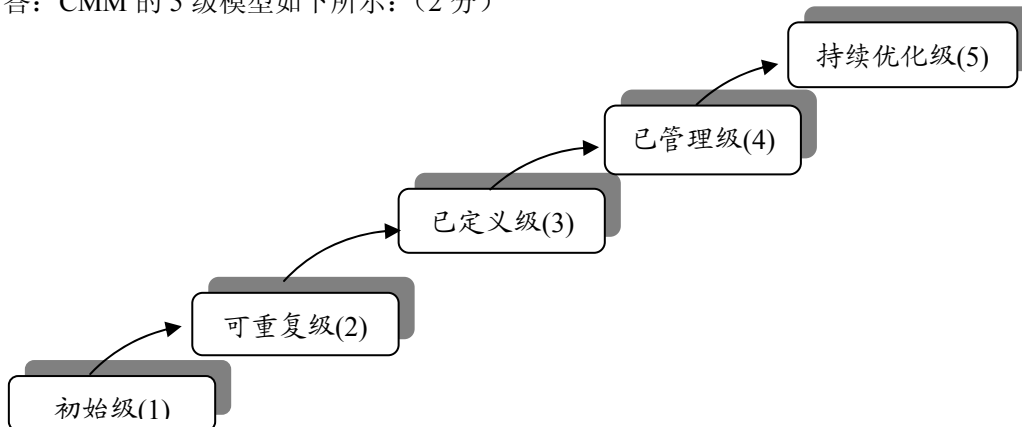 答：CMM 的 5 级模型如下所示:（2 分）
持续优化级(5)
已管理级(4)
已定义级(3)
可重复级(2)
初始级(1)